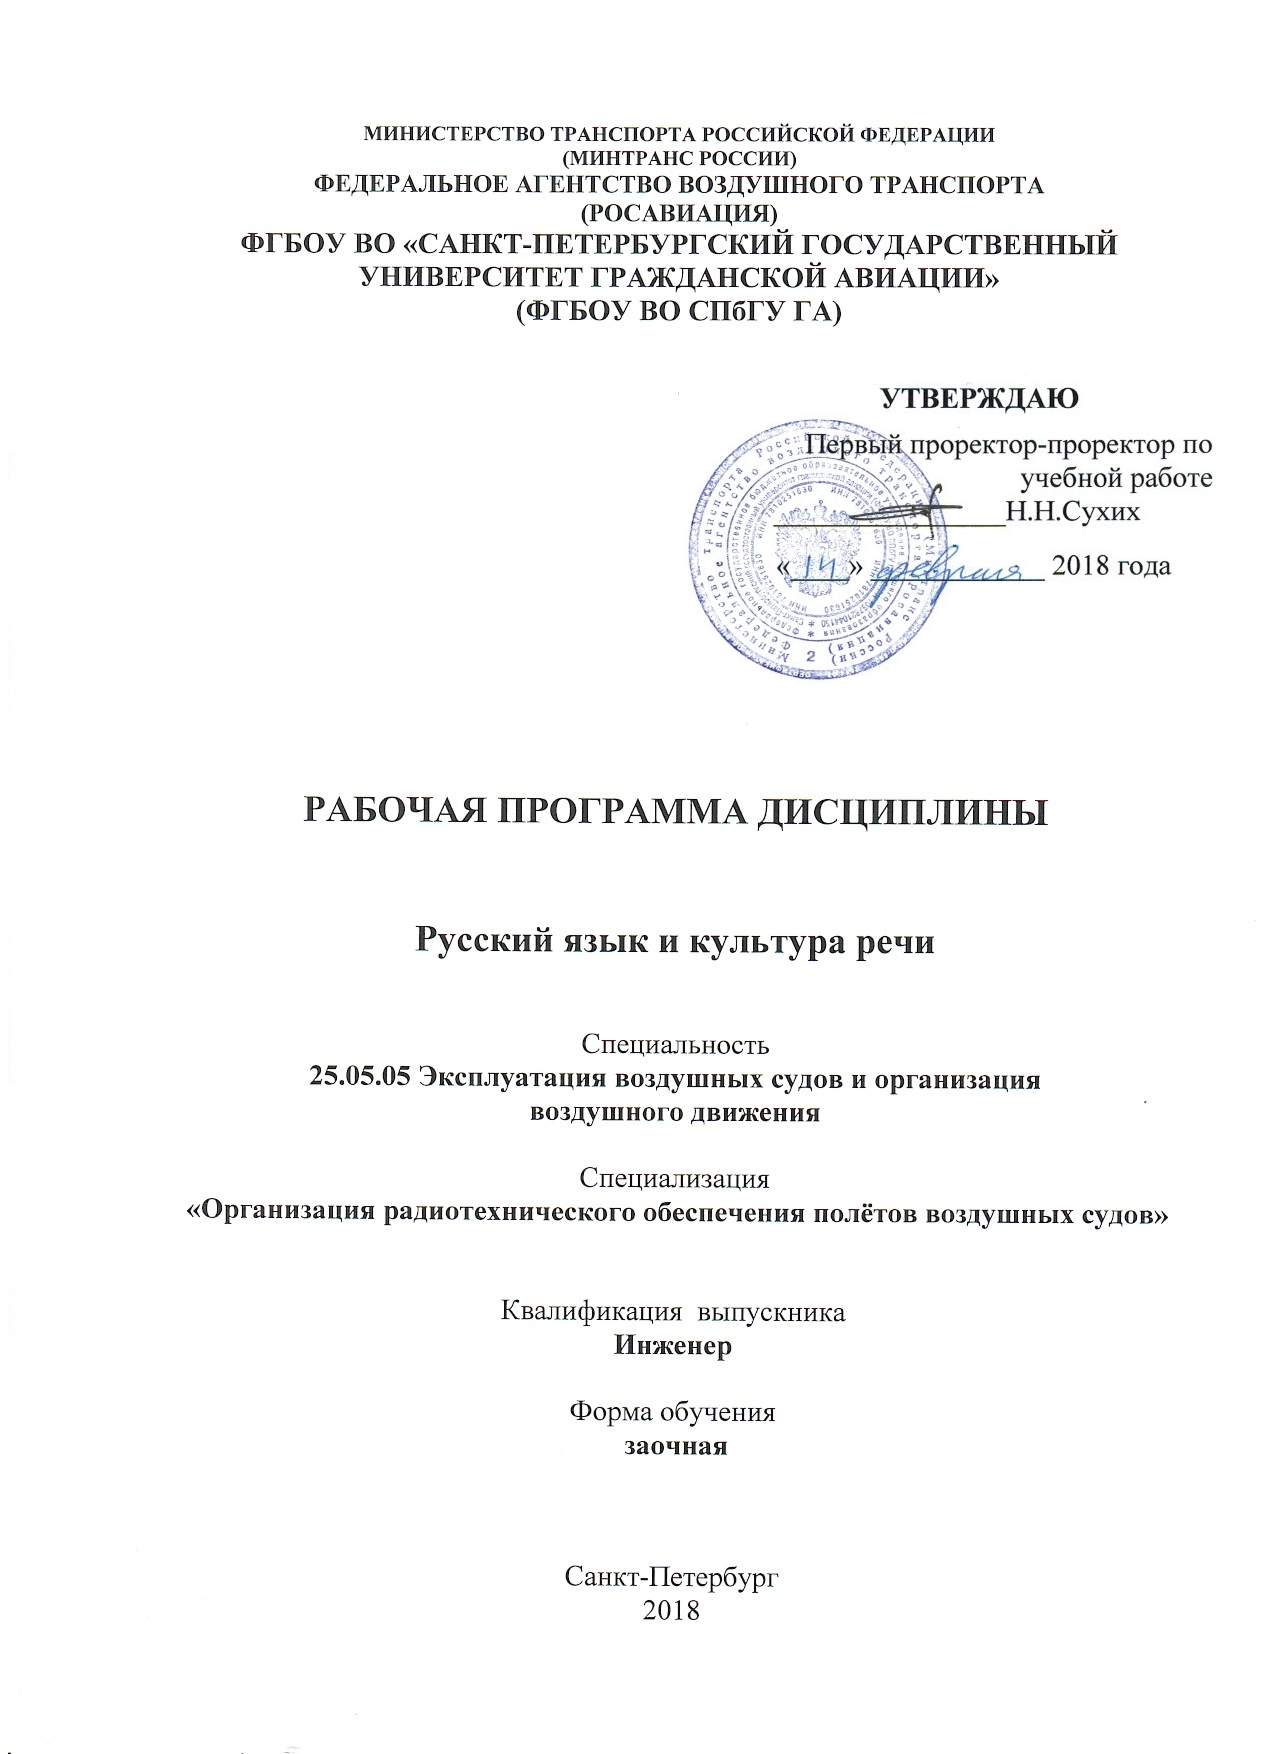 МИНИСТЕРСТВО ТРАНСПОРТА РОССИЙСКОЙ ФЕДЕРАЦИИ
(МИНТРАНС РОССИИ)
ФЕДЕРАЛЬНОЕ АГЕНТСТВО ВОЗДУШНОГО ТРАНСПОРТА
(РОСАВИАЦИЯ)
ФГБОУ ВО «САНКТ-ПЕТЕРБУРГСКИЙ ГОСУДАРСТВЕННЫЙ
УНИВЕРСИТЕТ ГРАЖДАНСКОЙ АВИАЦИИ»
(ФГБОУ ВО СПбГУ ГА)
УТВЕРЖДАЮ
Первый проректор-проректор по
учебной работе
Н.Н.Сухих
«14» февраля 2018 года
РАБОЧАЯ ПРОГРАММА ДИСЦИПЛИНЫ
Русский язык и культура речи
Специальность
25.05.05 Эксплуатация воздушных судов и организация
воздушного движения
Специализация
«Организация радиотехнического обеспечения полётов воздушных судов»
Квалификация выпускника
Инженер
Форма обучения
заочная
Санкт-Петербург
2018